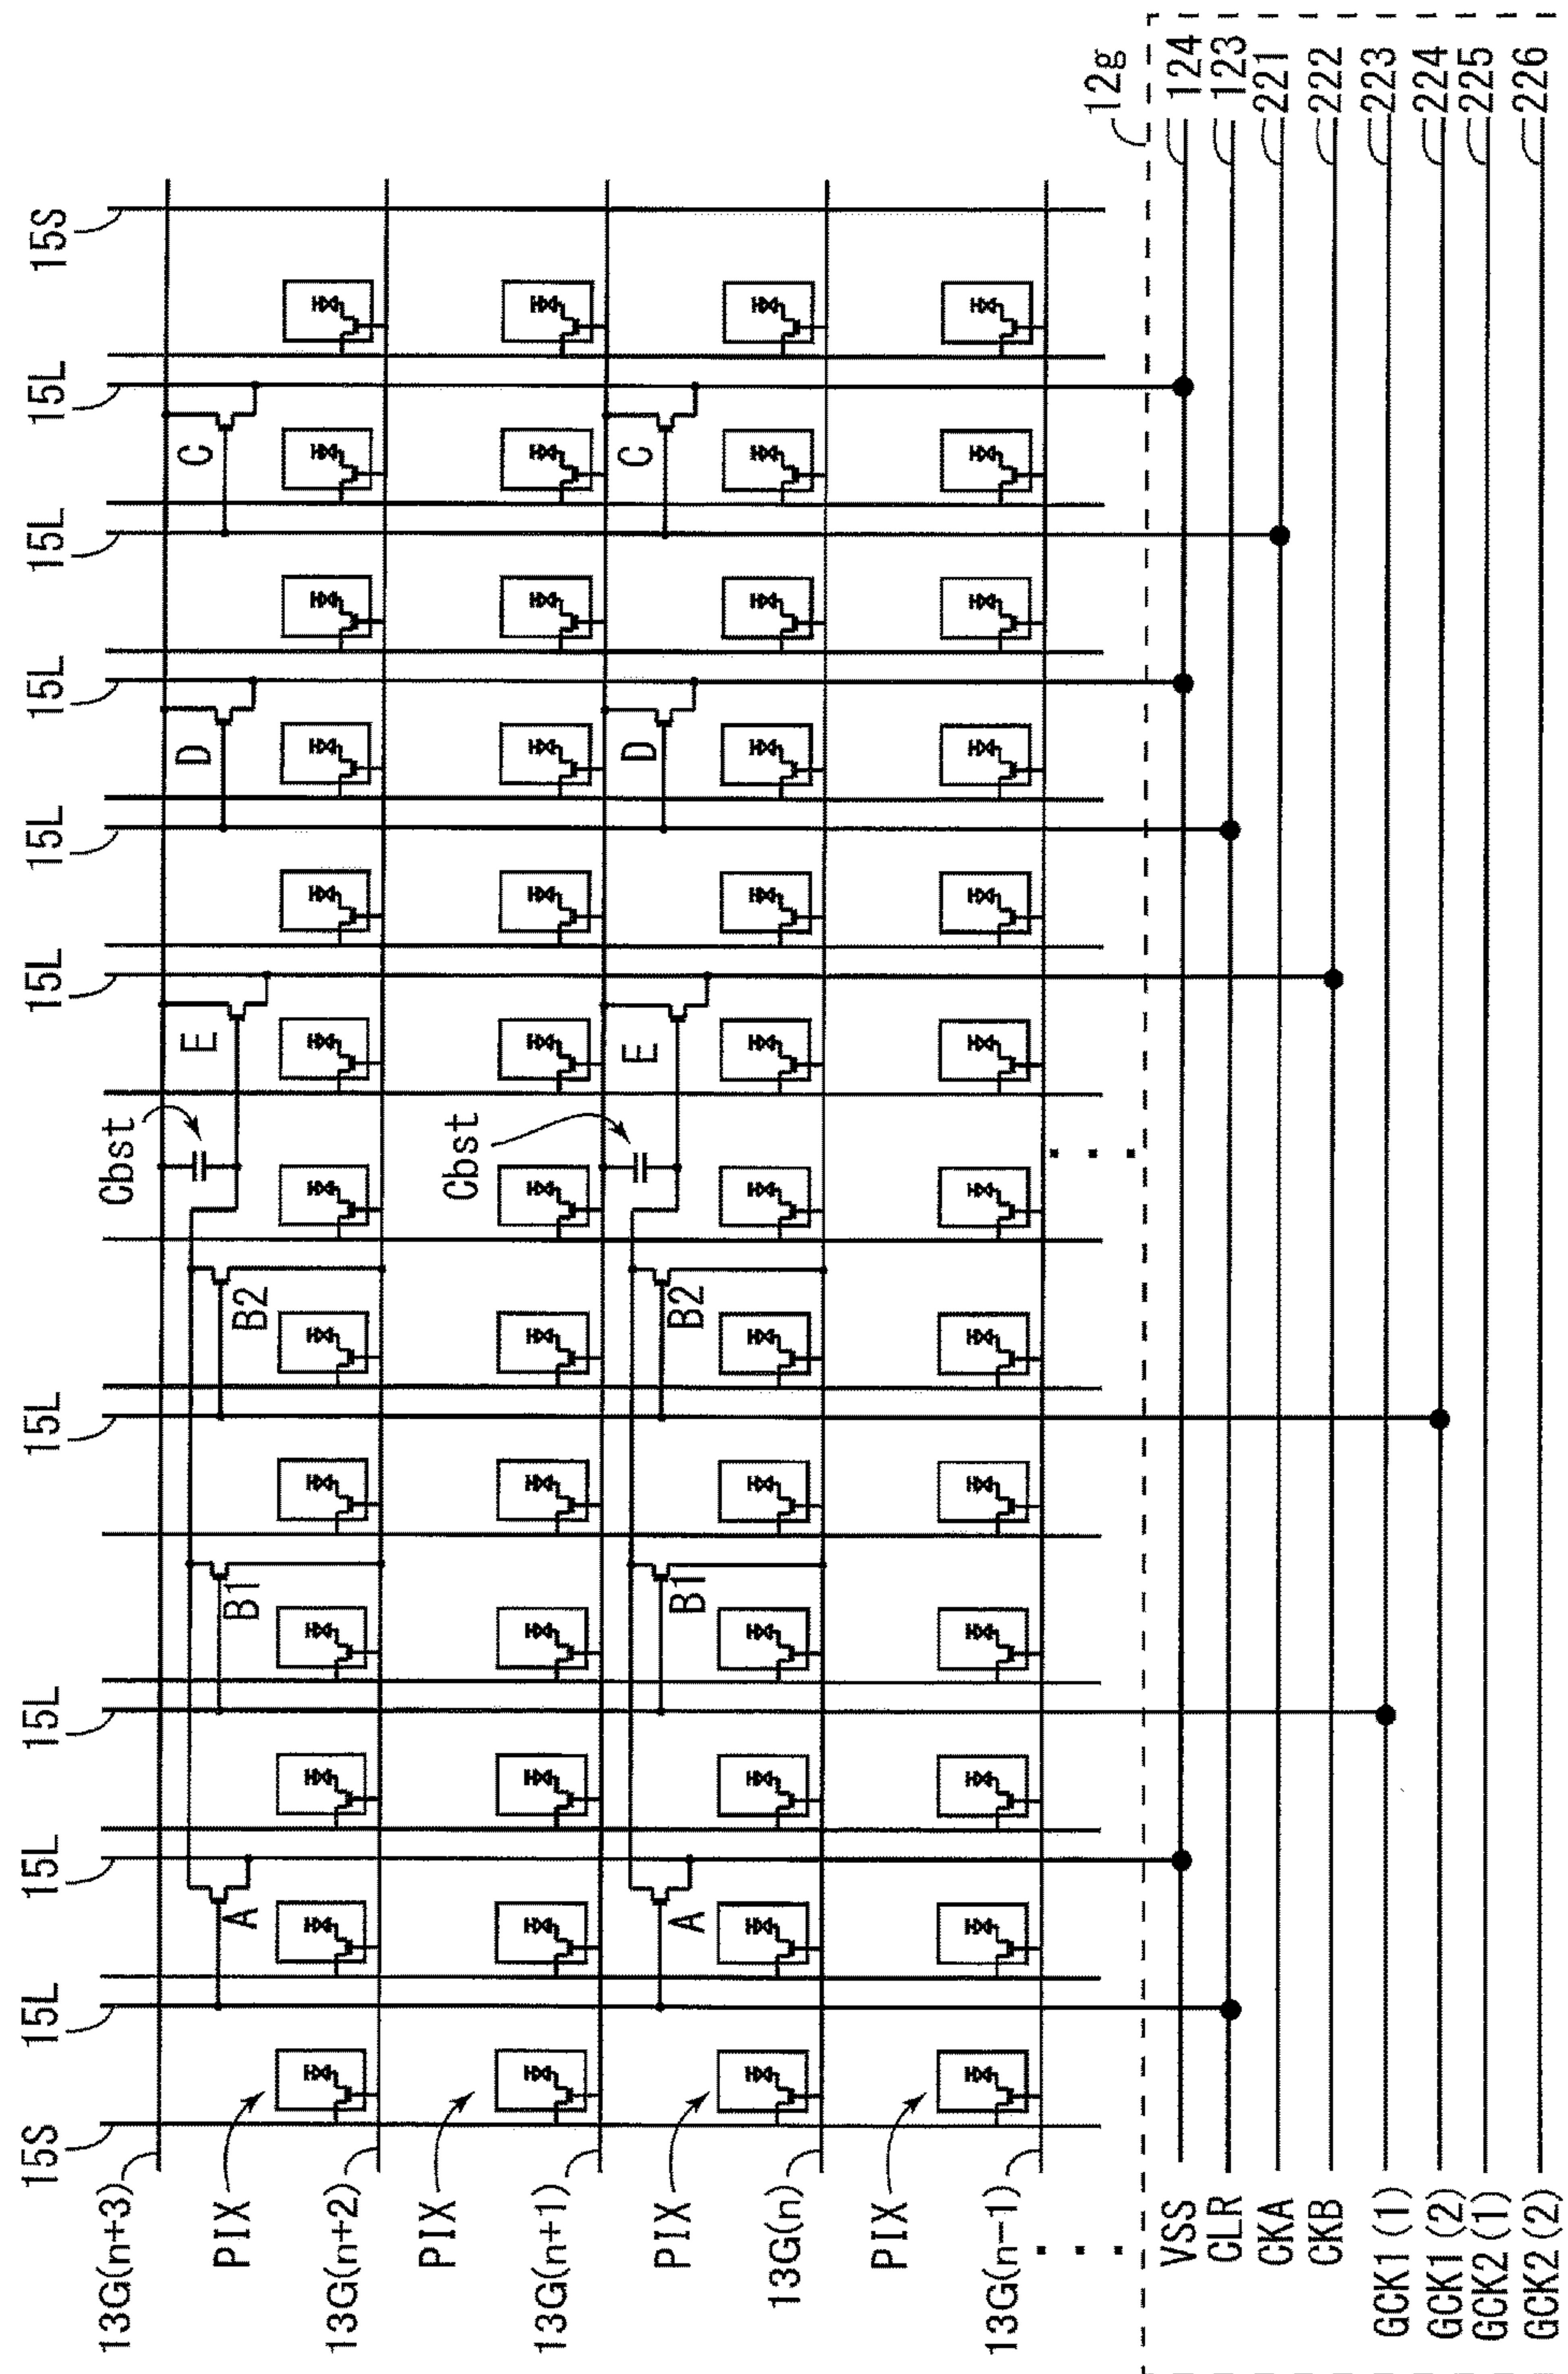 15S 15L 15L 15L 15L 15L 15L 15L 15L 15L 15S
13G(n+3) Cbst
PIX A B1 B2 E D C
13G(n+2)
PIX Cbst
13G(n+1)
PIX A B1 B2 E D C
13G(n)
PIX
13G(n−1)
12g
VSS 124
CLR 123
CKA 221
CKB 222
GCK1(1) 223
GCK1(2) 224
GCK2(1) 225
GCK2(2) 226